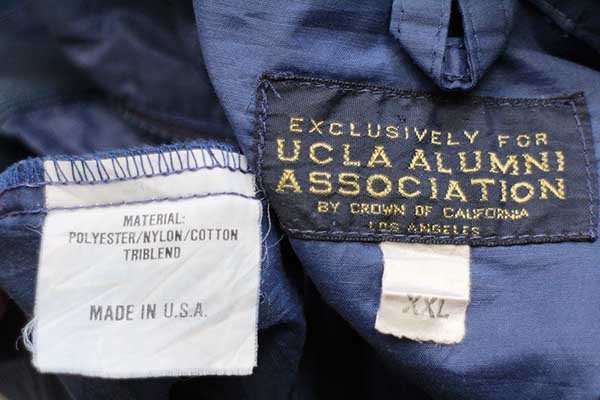 MATERIAL:
POLYESTER/NYLON/COTTON
TRIBLEND
MADE IN U.S.A.
EXCLUSIVELY FOR
UCLA ALUMNI
ASSOCIATION
BY CROWN OF CALIFORNIA
LOS ANGELES
XXL